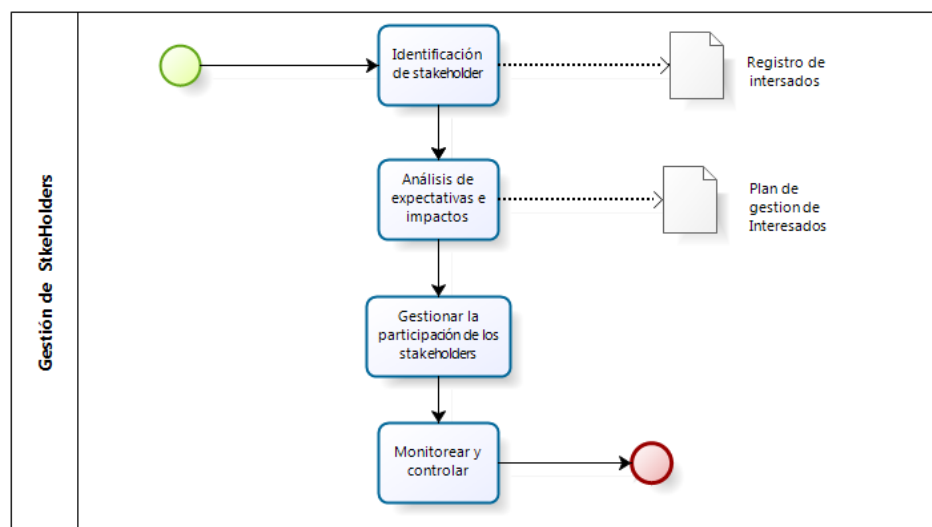 Gestión de StkeHolders
Identificación
de stakeholder
Registro de
intersados
Análisis de
expectativas e
impactos
Plan de
gestion de
Interesados
Gestionar la
participación de los
stakeholders
Monitorear y
controlar